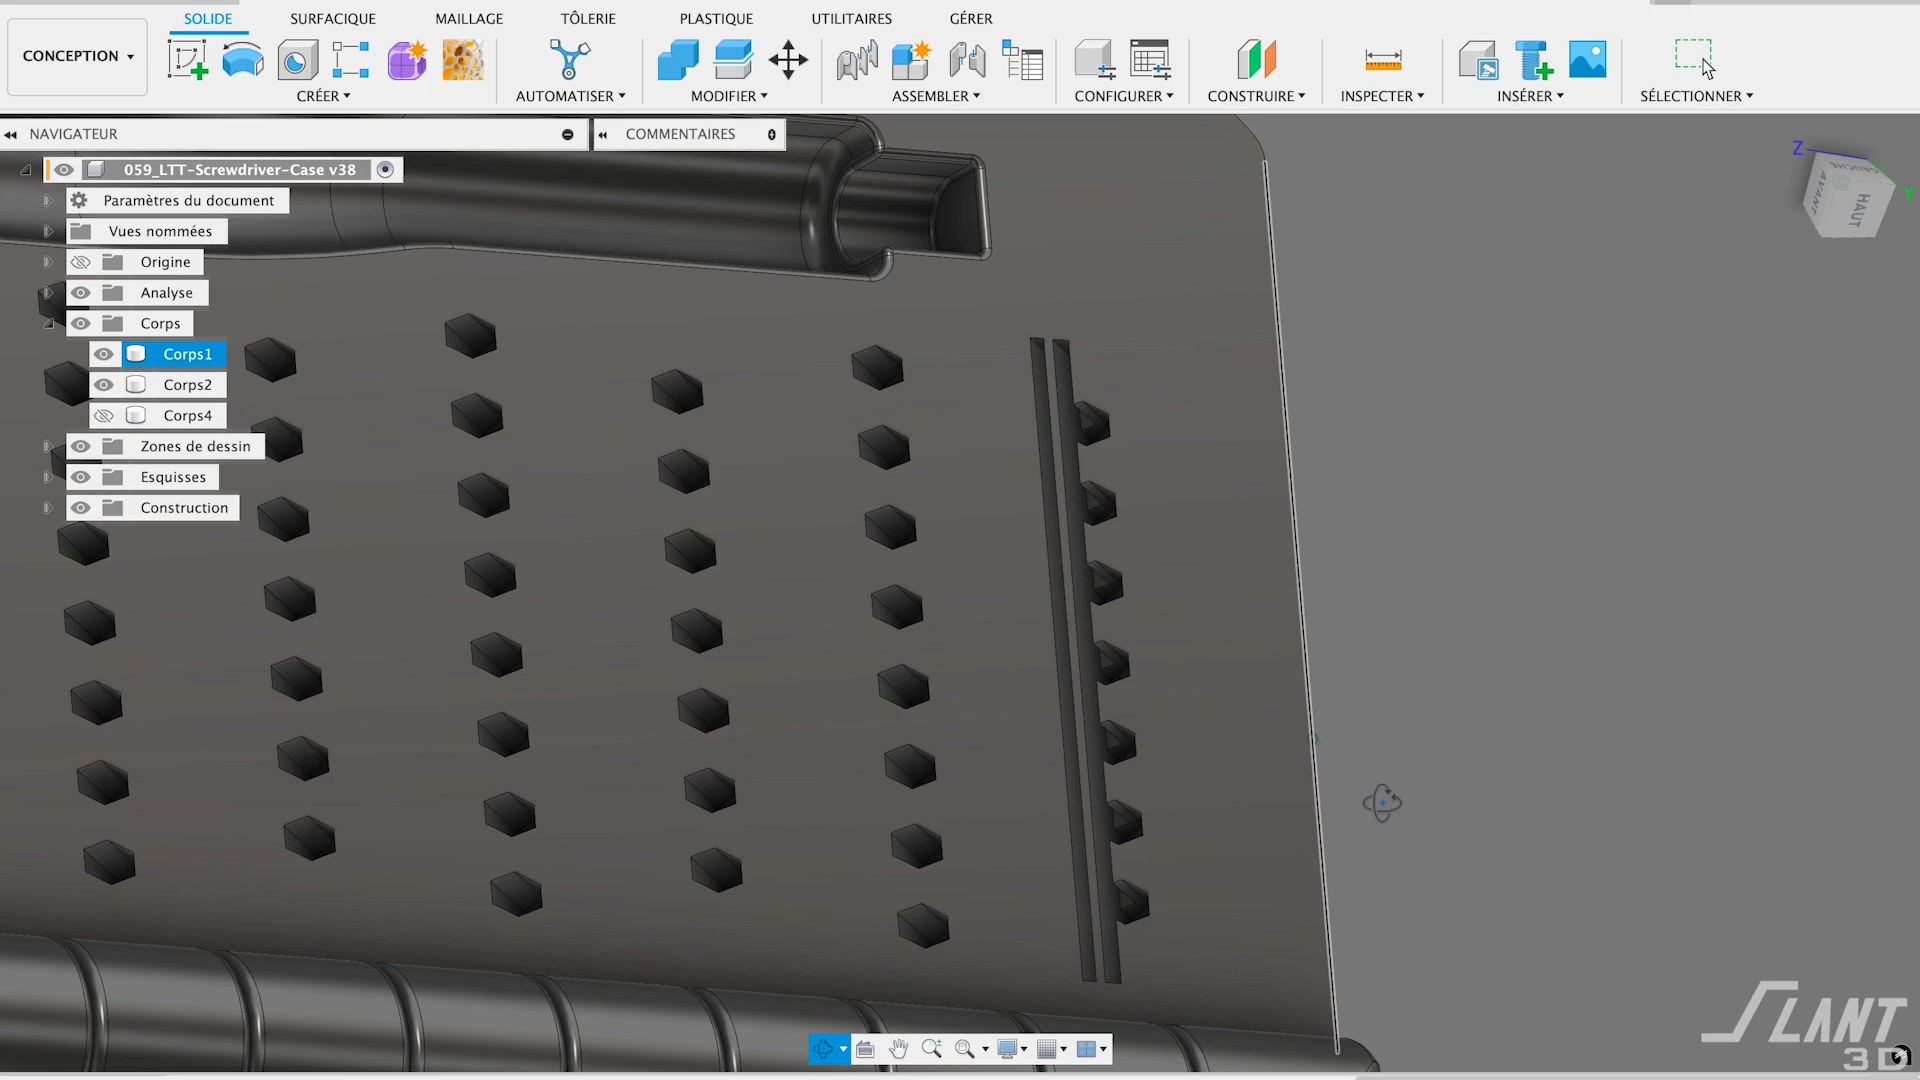 SOLIDE SURFACIQUE MAILLAGE TÔLERIE PLASTIQUE UTILITAIRES GÉRER
CONCEPTION
CRÉER AUTOMATISER MODIFIER ASSEMBLER CONFIGURER CONSTRUIRE INSPECTER INSÉRER SÉLECTIONNER
NAVIGATEUR COMMENTAIRES
059_LTT-Screwdriver-Case v38
Paramètres du document
Vues nommées
Origine
Analyse
Corps
Corps1
Corps2
Corps4
Zones de dessin
Esquisses
Construction
Z
Y
GAUCHE
AVANT
HAUT
SLANT
3D